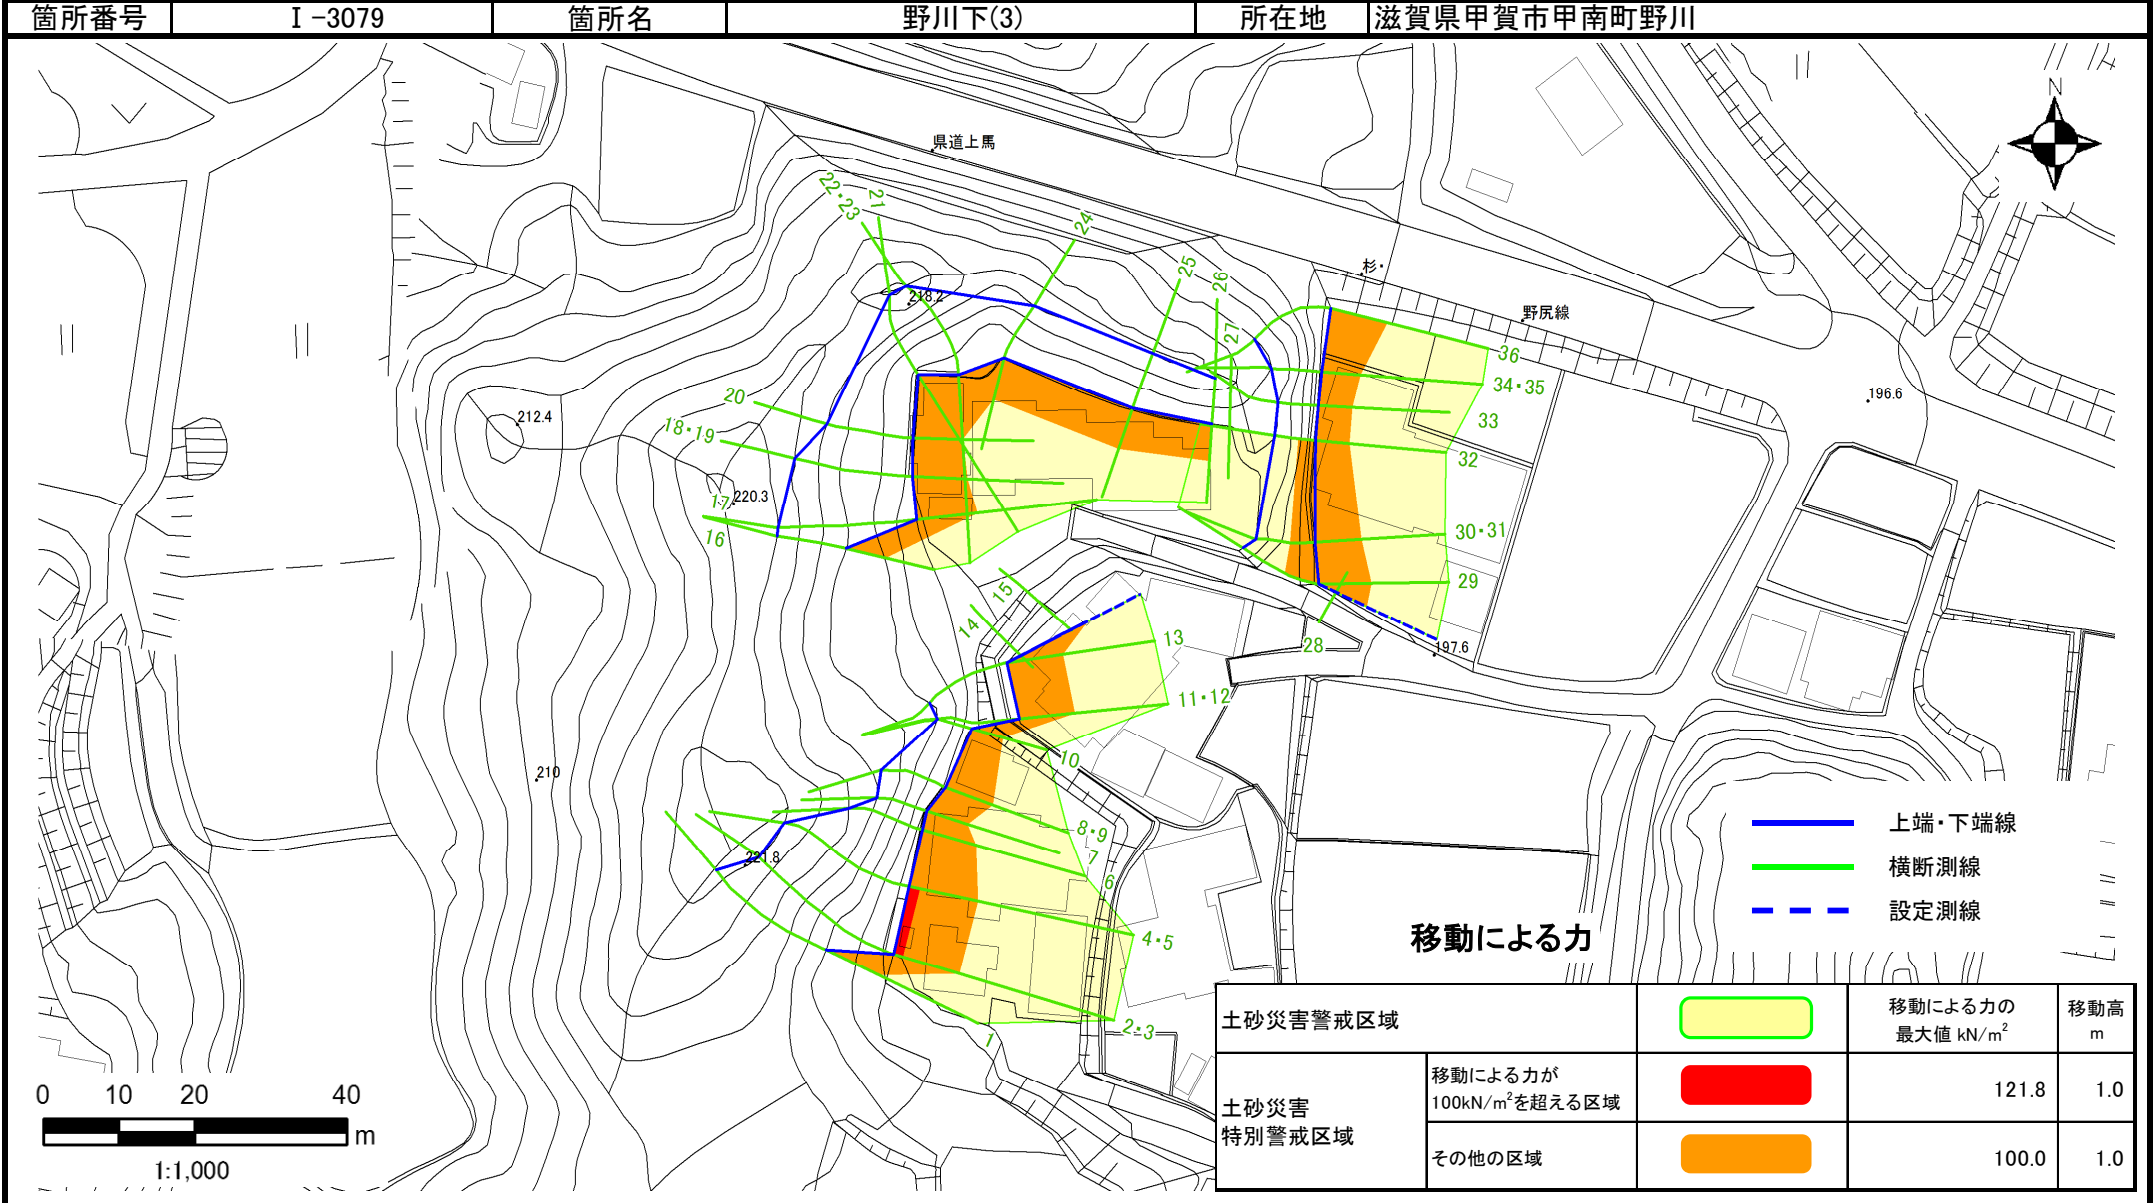 箇所番号 Ⅰ-3079 箇所名 野川下(3) 所在地 滋賀県甲賀市甲南町野川
N
県道上馬
杉
野尻線
218.2
212.4
220.3
196.6
197.6
210
221.8
22・23
21
24
25
26
27
36
34・35
33
32
30・31
29
28
20
18・19
17
16
15
14
13
11・12
10
8・9
7
6
4・5
2・3
1
上端・下端線
横断測線
設定測線
移動による力
土砂災害警戒区域
移動による力の
最大値 kN/m²
移動高
m
土砂災害
特別警戒区域
移動による力が
100kN/m²を超える区域
121.8 1.0
その他の区域
100.0 1.0
0 10 20 40
m
1:1,000